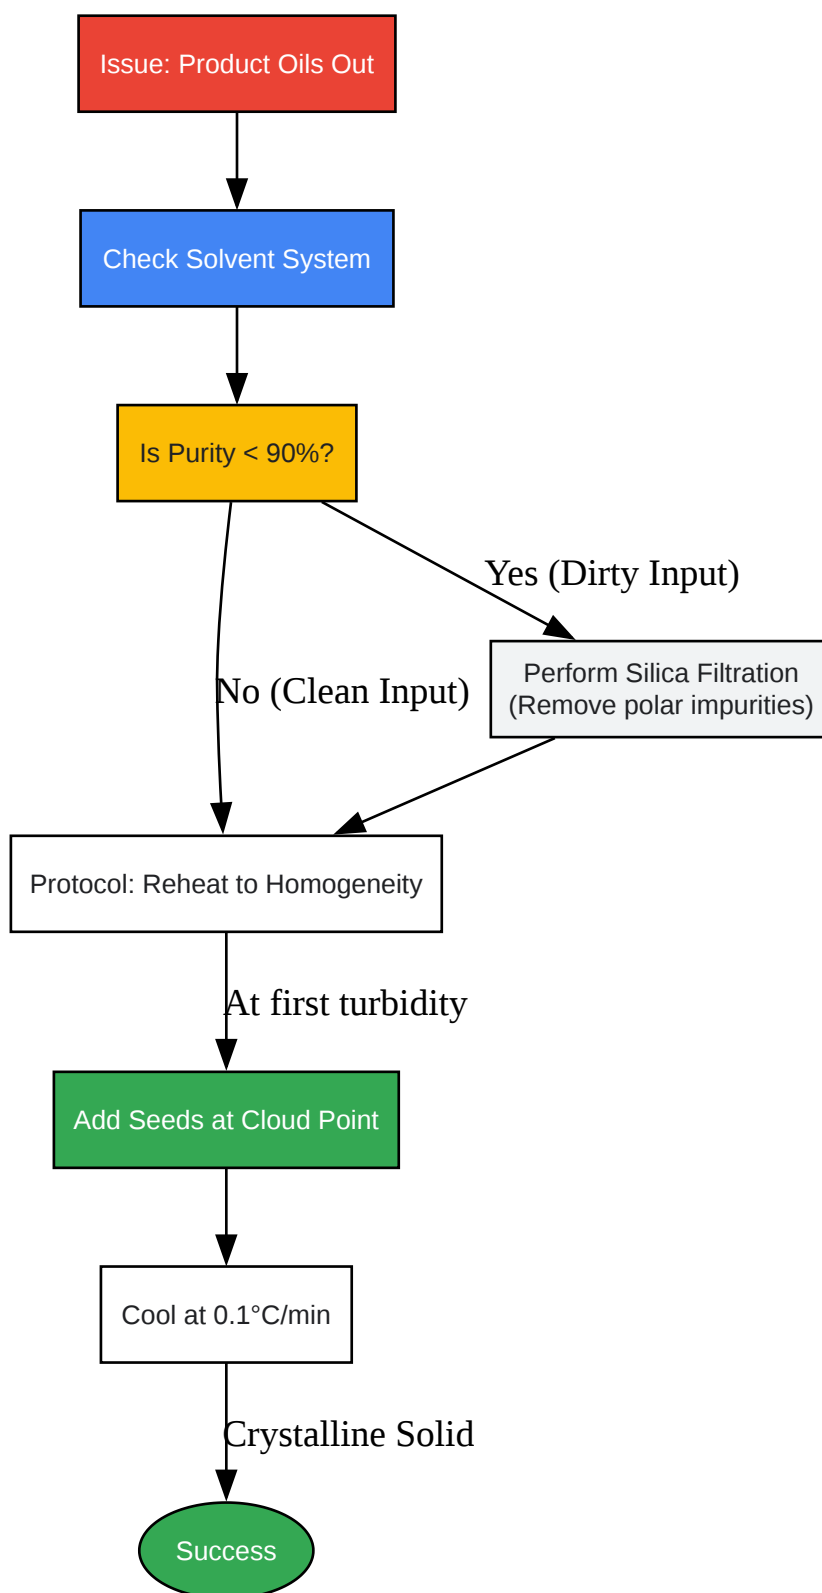 Issue: Product Oils Out
Check Solvent System
Is Purity < 90%?
Yes (Dirty Input)
Perform Silica Filtration
(Remove polar impurities)
No (Clean Input)
Protocol: Reheat to Homogeneity
At first turbidity
Add Seeds at Cloud Point
Cool at 0.1°C/min
Crystalline Solid
Success